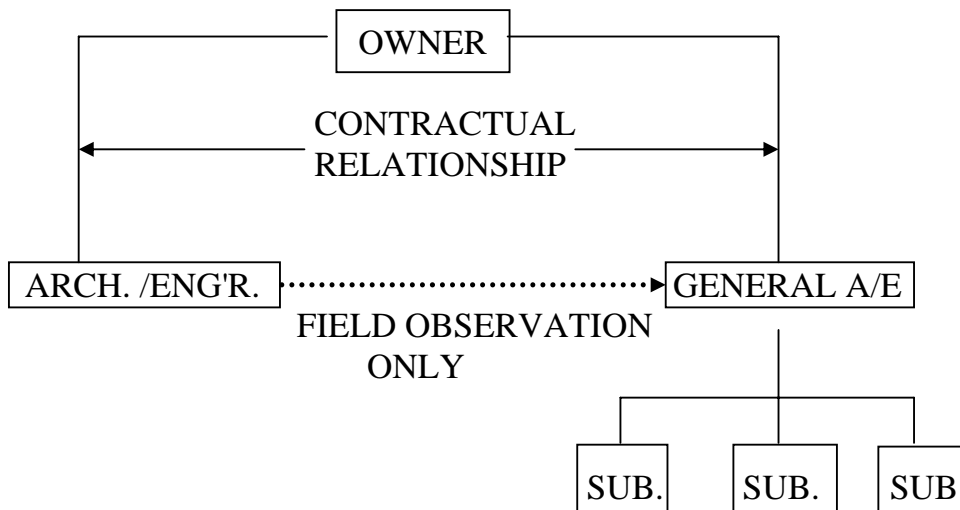 OWNER
CONTRACTUAL
RELATIONSHIP
ARCH. /ENG'R.
GENERAL A/E
FIELD OBSERVATION
ONLY
SUB.
SUB.
SUB